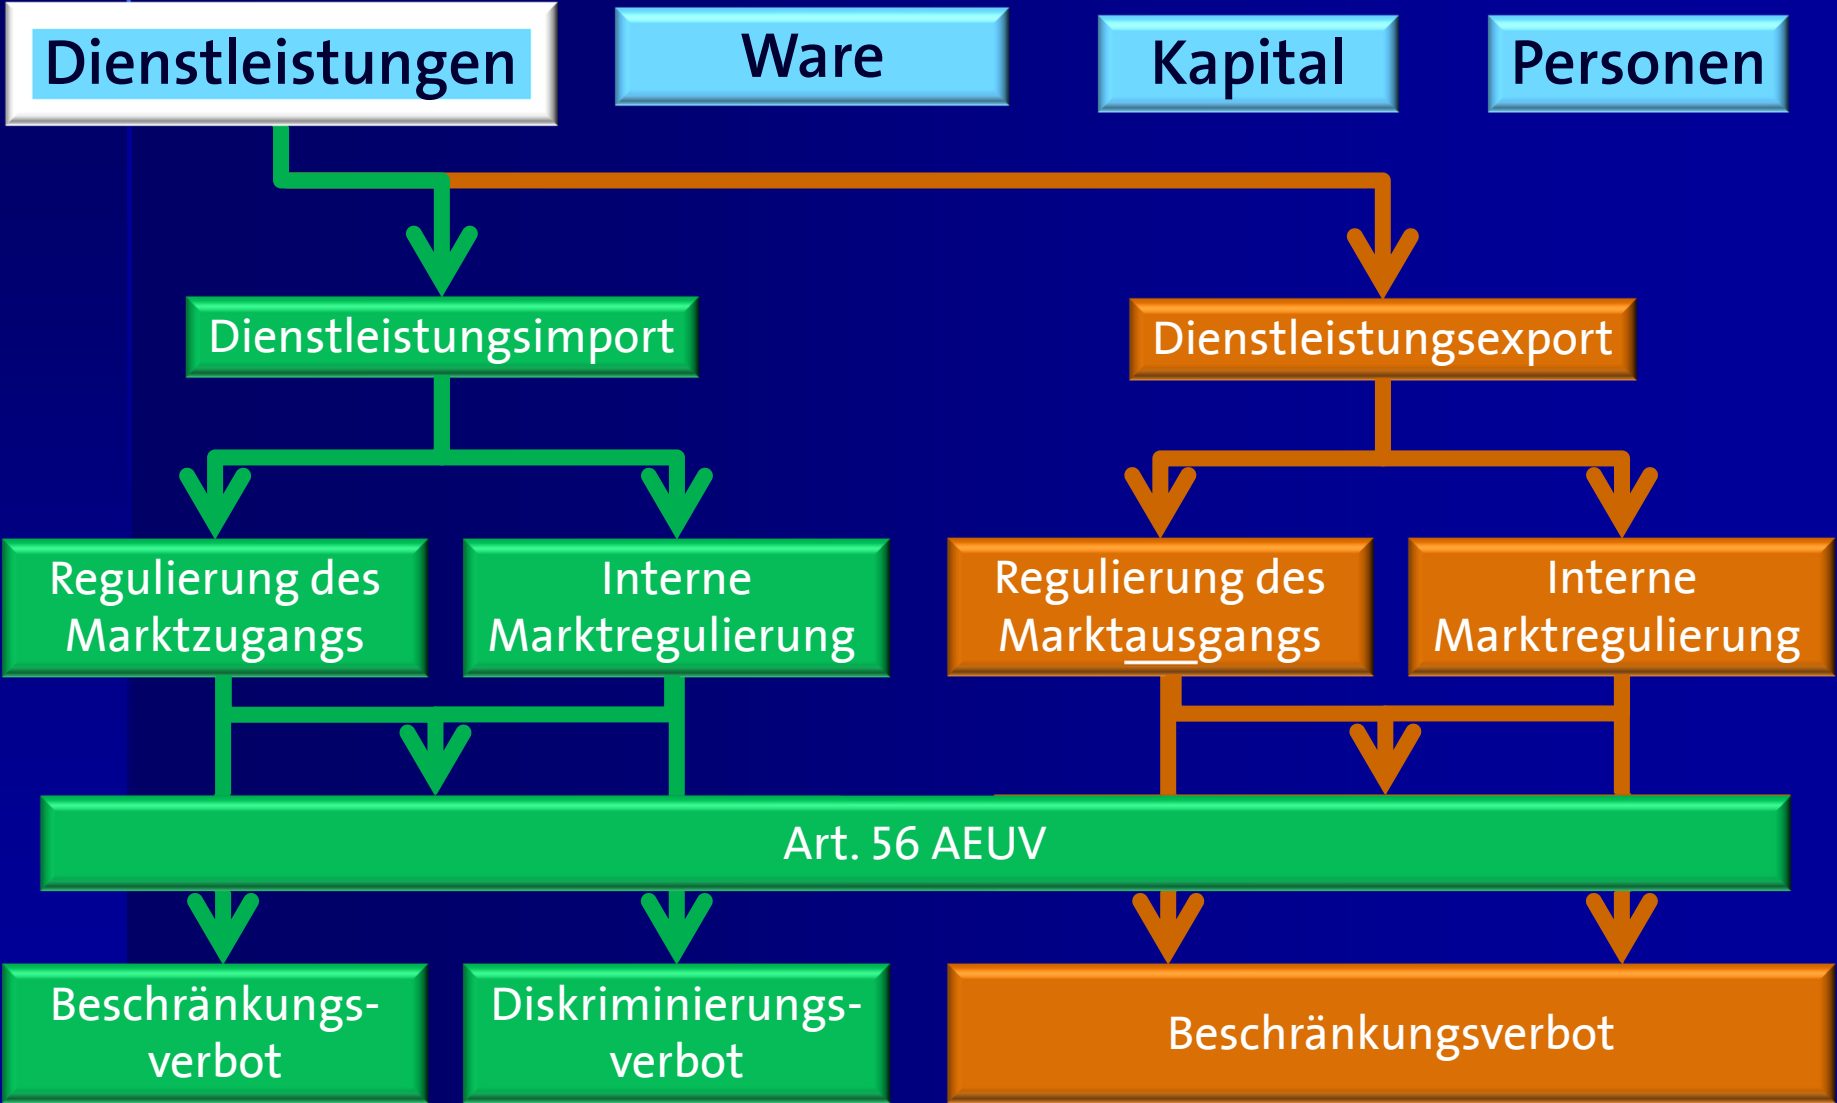 Dienstleistungen
Ware
Kapital
Personen
Dienstleistungsimport
Dienstleistungsexport
Regulierung des
Marktzugangs
Interne
Marktregulierung
Regulierung des
Marktausgangs
Interne
Marktregulierung
Art. 56 AEUV
Beschränkungs-
verbot
Diskriminierungs-
verbot
Beschränkungsverbot